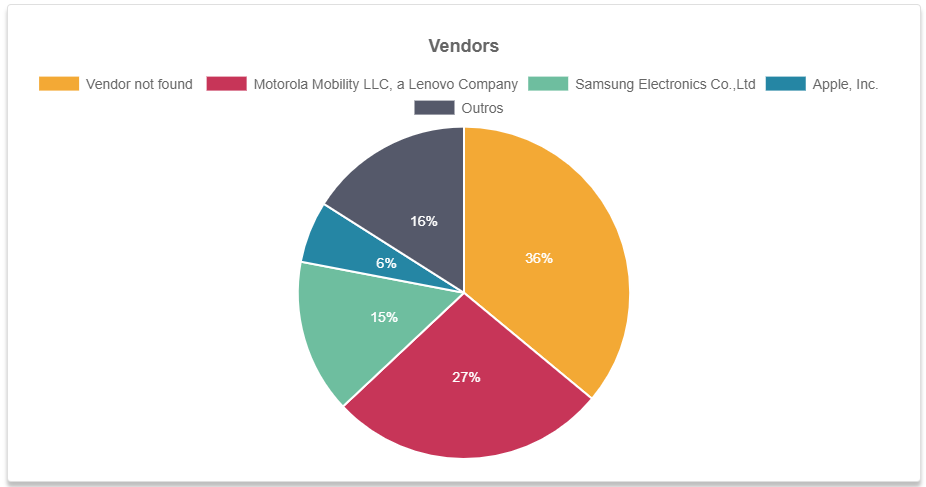 Vendors
Vendor not found Motorola Mobility LLC, a Lenovo Company Samsung Electronics Co.,Ltd Apple, Inc.
Outros
16%
36%
6%
15%
27%